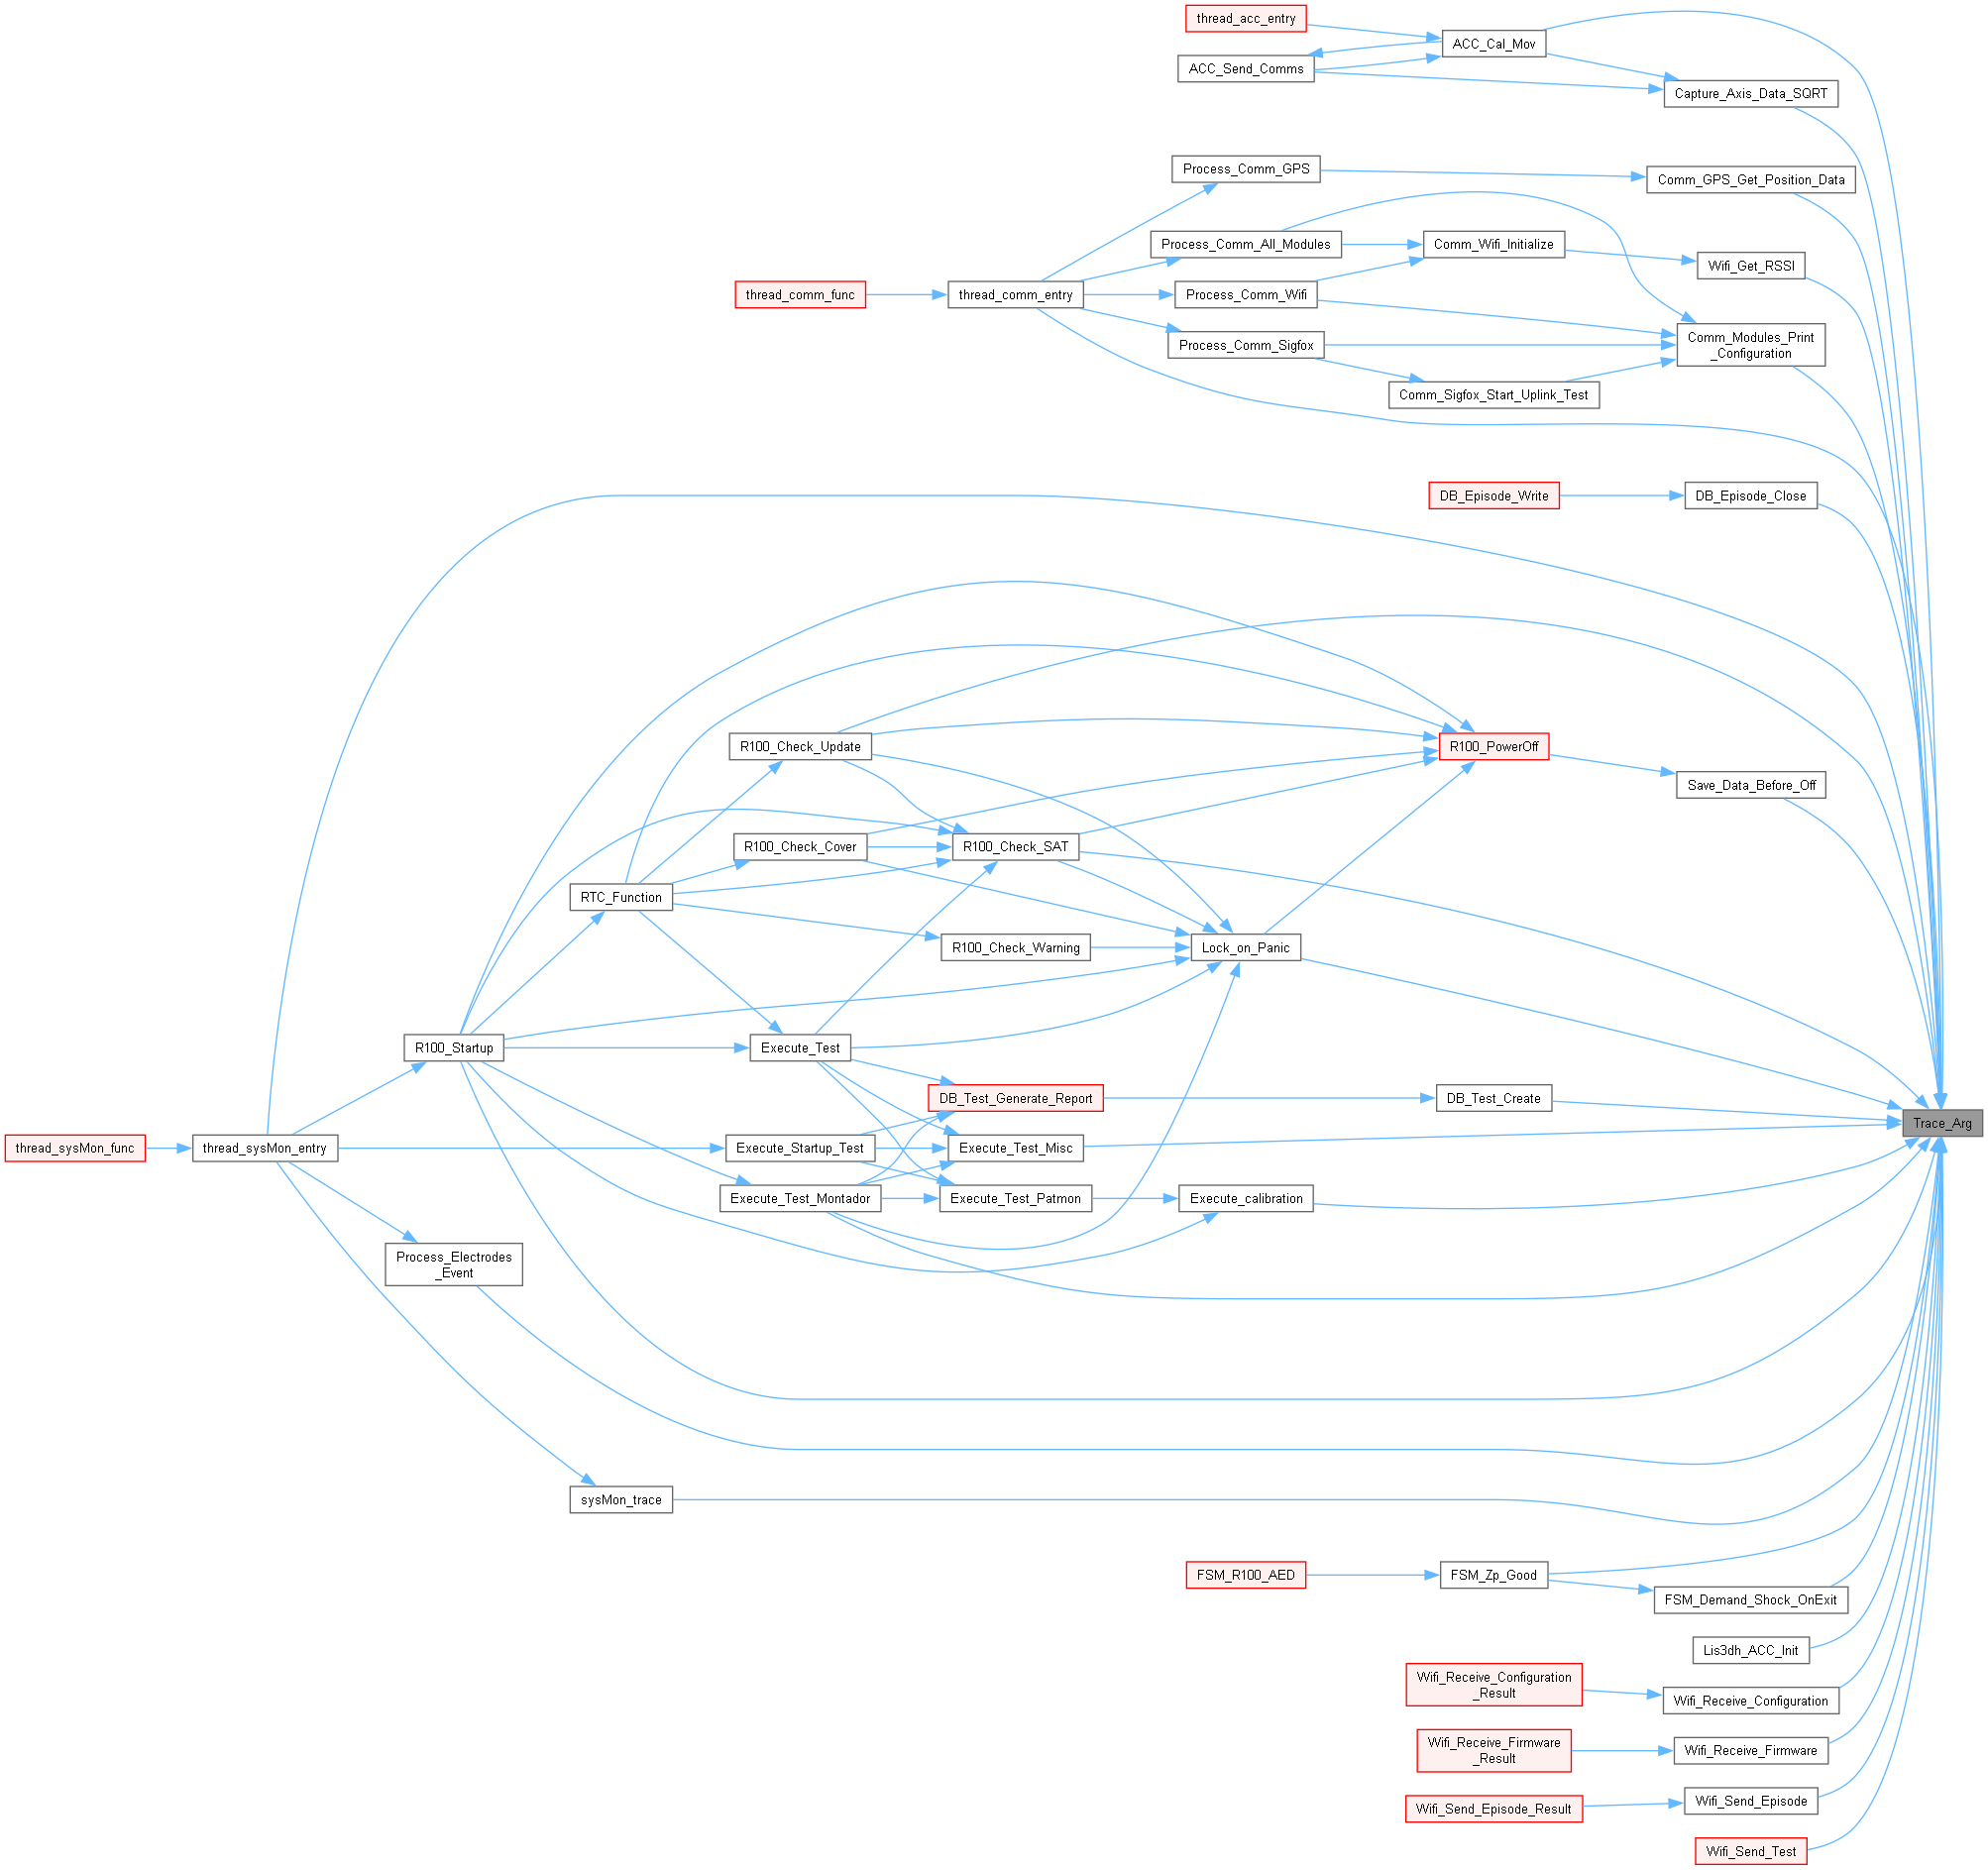 thread_acc_entry
ACC_Cal_Mov
ACC_Send_Comms
Capture_Axis_Data_SQRT
Process_Comm_GPS
Comm_GPS_Get_Position_Data
Process_Comm_All_Modules
Comm_Wifi_Initialize
Wifi_Get_RSSI
thread_comm_func
thread_comm_entry
Process_Comm_Wifi
Process_Comm_Sigfox
Comm_Modules_Print
_Configuration
Comm_Sigfox_Start_Uplink_Test
DB_Episode_Write
DB_Episode_Close
R100_Check_Update
R100_PowerOff
Save_Data_Before_Off
R100_Check_Cover
R100_Check_SAT
RTC_Function
R100_Check_Warning
Lock_on_Panic
R100_Startup
Execute_Test
DB_Test_Generate_Report
DB_Test_Create
Trace_Arg
thread_sysMon_func
thread_sysMon_entry
Execute_Startup_Test
Execute_Test_Misc
Execute_Test_Montador
Execute_Test_Patmon
Execute_calibration
Process_Electrodes
_Event
sysMon_trace
FSM_R100_AED
FSM_Zp_Good
FSM_Demand_Shock_OnExit
Lis3dh_ACC_Init
Wifi_Receive_Configuration
_Result
Wifi_Receive_Configuration
Wifi_Receive_Firmware
_Result
Wifi_Receive_Firmware
Wifi_Send_Episode_Result
Wifi_Send_Episode
Wifi_Send_Test